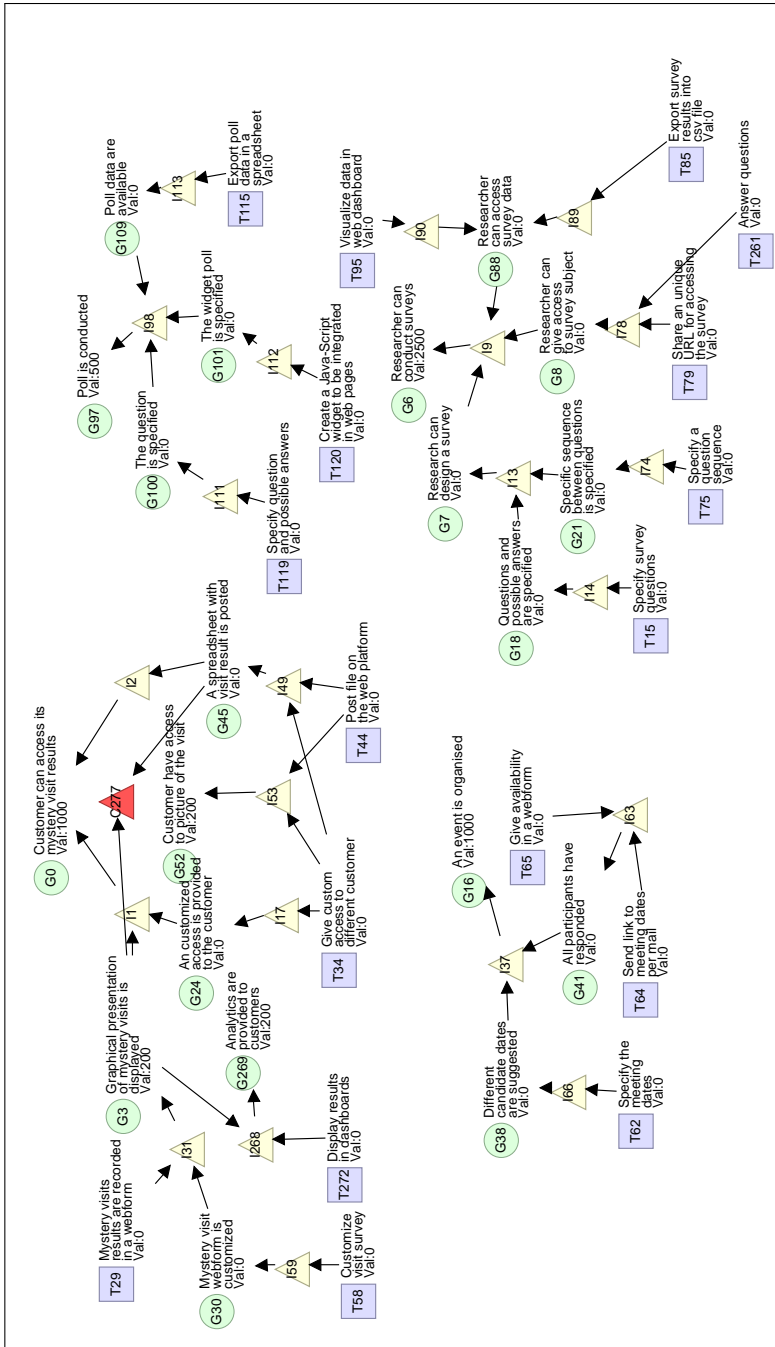 G0
Customer can access its
mystery visit results
Val:1000
G3
Graphical presentation
of mystery visits is
displayed
Val:200
I1
C277
I2
T29
Mystery visits
results are recorded
in a webform
Val:0
I31
G24
An customized
access is provided
to the customer
Val:0
G52
Customer have access
to picture of the visit
Val:200
G45
A spreadsheet with
visit result is posted
Val:0
G30
Mystery visit
webform is
customized
Val:0
I268
G269
Analytics are
provided to
customers
Val:200
I17
I53
I49
I59
T58
Customize
visit survey
Val:0
T272
Display results
in dashboards
Val:0
T34
Give custom
access to
different customer
Val:0
T44
Post file on
the web platform
Val:0
G97
Poll is conducted
Val:500
G109
Poll data are
available
Val:0
G100
The question
is specified
Val:0
I98
I113
G101
The widget poll
is specified
Val:0
T115
Export poll
data in a
spreadsheet
Val:0
I111
I112
T119
Specify question
and possible answers
Val:0
T120
Create a Java-Script
widget to be integrated
in web pages
Val:0
G16
An event is organised
Val:1000
G38
Different
candidate dates
are suggested
Val:0
I37
T65
Give availability
in a webform
Val:0
G41
All participants have
responded
Val:0
I66
I63
T62
Specify the
meeting
dates
Val:0
T64
Send link to
meeting dates
per mail
Val:0
G6
Researcher can
conduct surveys
Val:2500
T95
Visualize data in
web dashboard
Val:0
I90
G7
Research can
design a survey
Val:0
I9
G88
Researcher
can access
survey data
Val:0
G18
Questions and
possible answers
are specified
Val:0
I13
G8
Researcher can
give access
to survey subject
Val:0
I89
G21
Specific sequence
between questions
is specified
Val:0
I14
I74
I78
T85
Export survey
results into
csv file
Val:0
T15
Specify survey
questions
Val:0
T75
Specify a
question
sequence
Val:0
T79
Share an unique
URL for accessing
the survey
Val:0
T261
Answer questions
Val:0